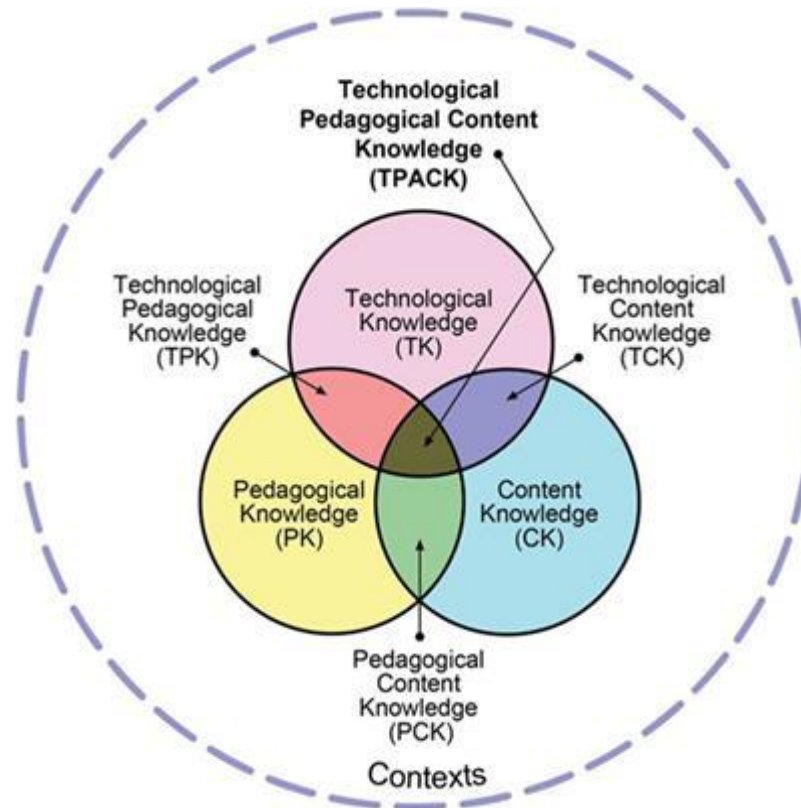 Technological
Pedagogical Content
Knowledge
(TPACK)
Technological
Pedagogical
Knowledge
(TPK)
Technological
Knowledge
(TK)
Technological
Content
Knowledge
(TCK)
Pedagogical
Knowledge
(PK)
Content
Knowledge
(CK)
Pedagogical
Content
Knowledge
(PCK)
Contexts